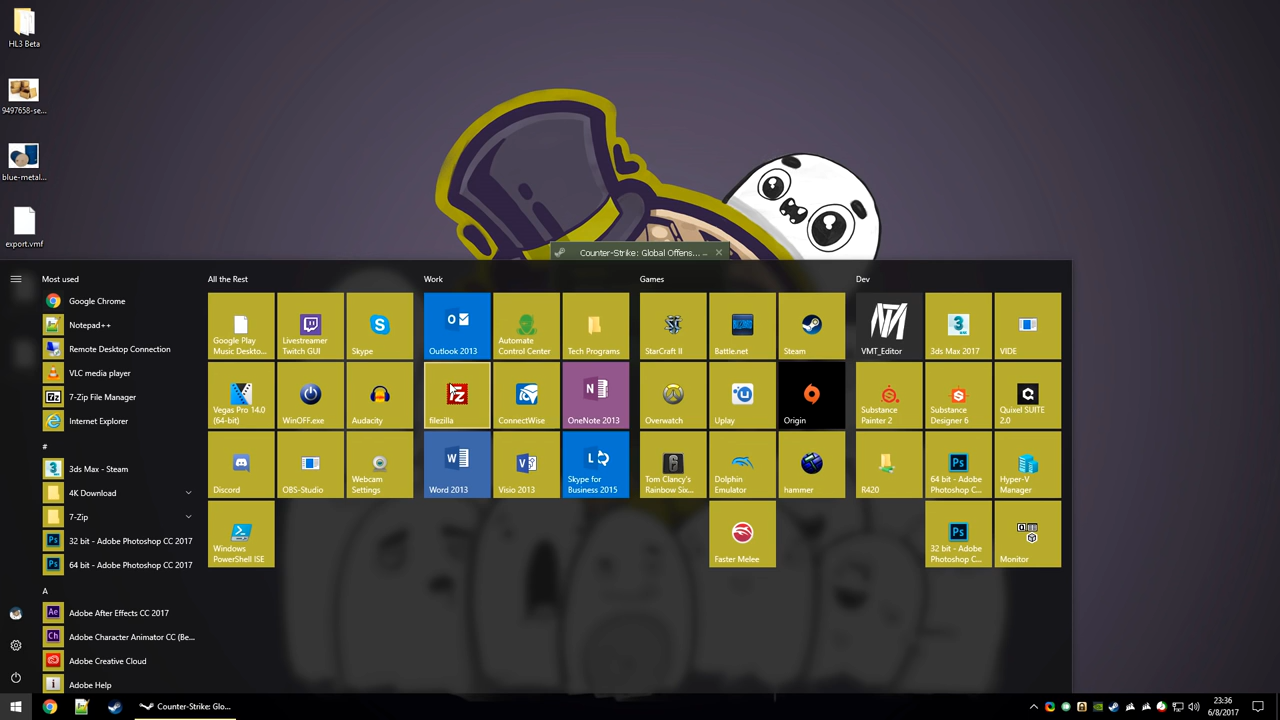 HL3 Beta
9497658-se...
blue-metal...
export.vmf
Counter-Strike: Global Offens...
Most used
Google Chrome
Notepad++
Remote Desktop Connection
VLC media player
7-Zip File Manager
Internet Explorer
#
3ds Max - Steam
4K Download
7-Zip
32 bit - Adobe Photoshop CC 2017
64 bit - Adobe Photoshop CC 2017
A
Adobe After Effects CC 2017
Adobe Character Animator CC (Be...
Adobe Creative Cloud
Adobe Help
All the Rest
Google Play
Music Deskto...
Livestreamer
Twitch GUI
Skype
Vegas Pro 14.0
(64-bit)
WinOFF.exe
Audacity
Discord
OBS-Studio
Webcam
Settings
Windows
PowerShell ISE
Work
Outlook 2013
Automate
Control Center
Tech Programs
filezilla
ConnectWise
OneNote 2013
Word 2013
Visio 2013
Skype for
Business 2015
Games
StarCraft II
Battle.net
Steam
Overwatch
Uplay
Origin
Tom Clancy's
Rainbow Six...
Dolphin
Emulator
hammer
Faster Melee
Dev
VMT_Editor
3ds Max 2017
VIDE
Substance
Painter 2
Substance
Designer 6
Quixel SUITE
2.0
R420
64 bit - Adobe
Photoshop C...
Hyper-V
Manager
32 bit - Adobe
Photoshop C...
Monitor
Counter-Strike: Glo...
23:36
6/8/2017